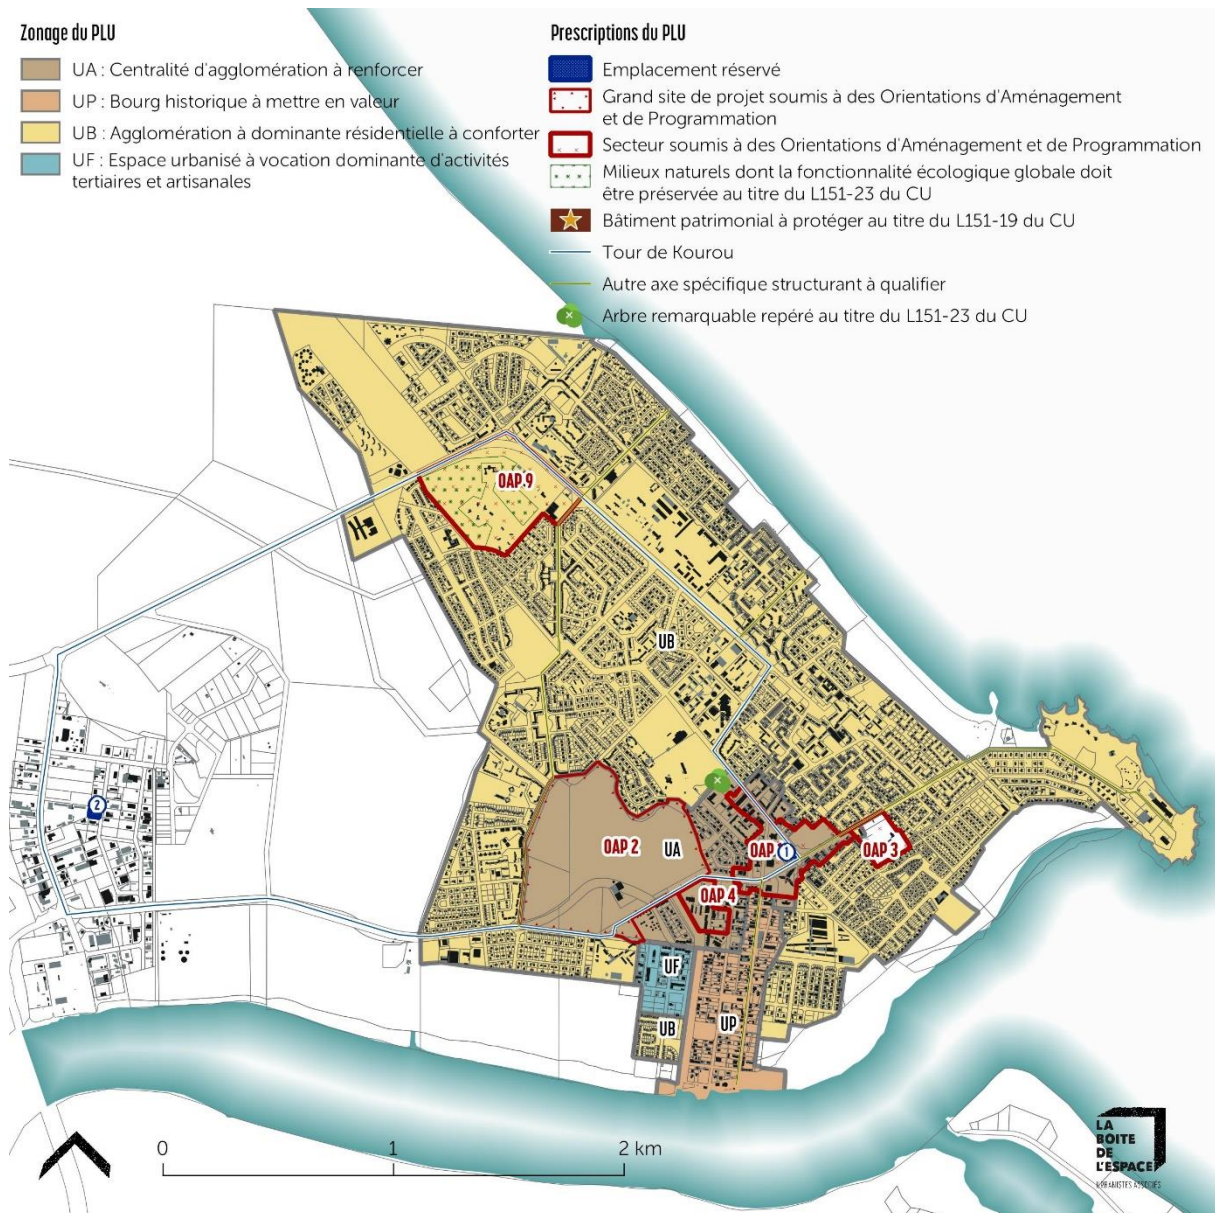 Zonage du PLU
UA : Centralité d'agglomération à renforcer
UP : Bourg historique à mettre en valeur
UB : Agglomération à dominante résidentielle à conforter
UF : Espace urbanisé à vocation dominante d'activités
tertiaires et artisanales
Prescriptions du PLU
Emplacement réservé
Grand site de projet soumis à des Orientations d'Aménagement
et de Programmation
Secteur soumis à des Orientations d'Aménagement et de Programmation
Milieux naturels dont la fonctionnalité écologique globale doit
être préservée au titre du L151-23 du CU
Bâtiment patrimonial à protéger au titre du L151-19 du CU
Tour de Kourou
Autre axe spécifique structurant à qualifier
Arbre remarquable repéré au titre du L151-23 du CU
OAP 9
UB
2
OAP 2
UA
OAP
1
OAP 3
OAP 4
UF
UB
UP
0
1
2 km
LA
BOITE
DE
L'ESPACE
URBANISTES ASSOCIÉS